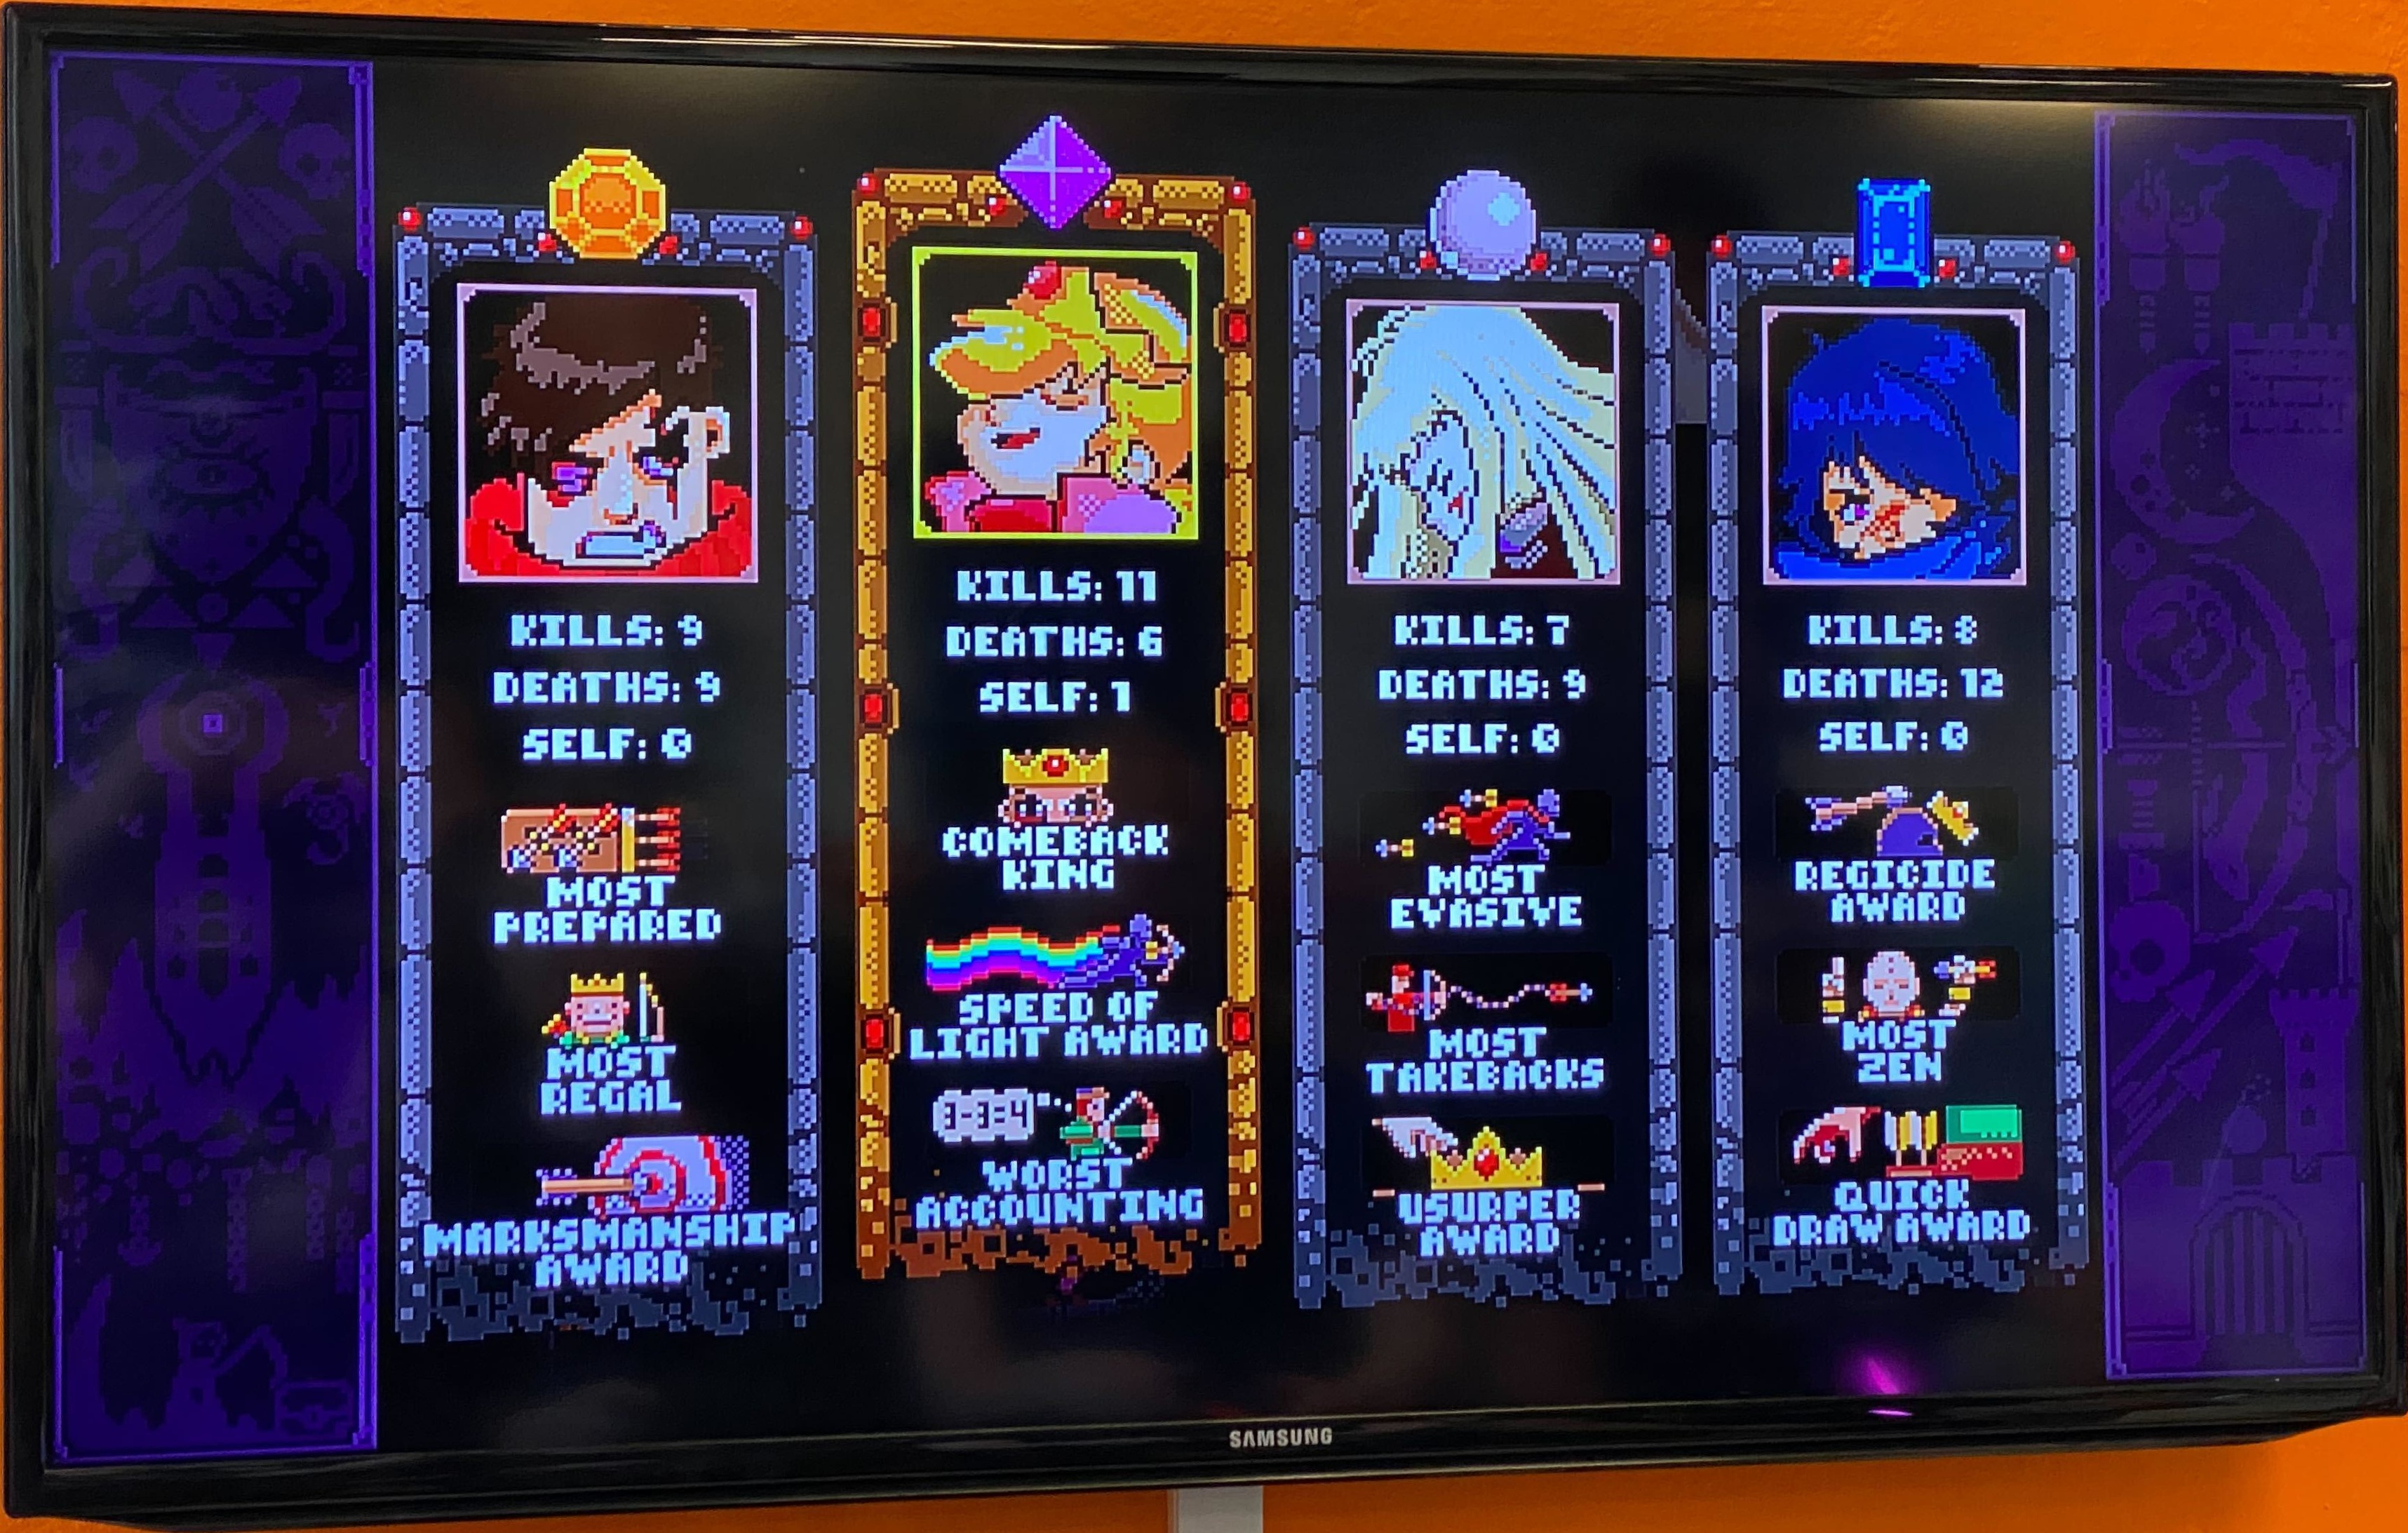 KILLS: 9
DEATHS: 9
SELF: 0
MOST
PREPARED
MOST
REGAL
MARKSMANSHIP
AWARD
KILLS: 11
DEATHS: 6
SELF: 1
COMEBACK
KING
SPEED OF
LIGHT AWARD
WORST
ACCOUNTING
KILLS: 7
DEATHS: 9
SELF: 0
MOST
EVASIVE
MOST
TAKEBACKS
USURPER
AWARD
KILLS: 8
DEATHS: 12
SELF: 0
REGICIDE
AWARD
MOST
ZEN
QUICK
DRAW AWARD
SAMSUNG